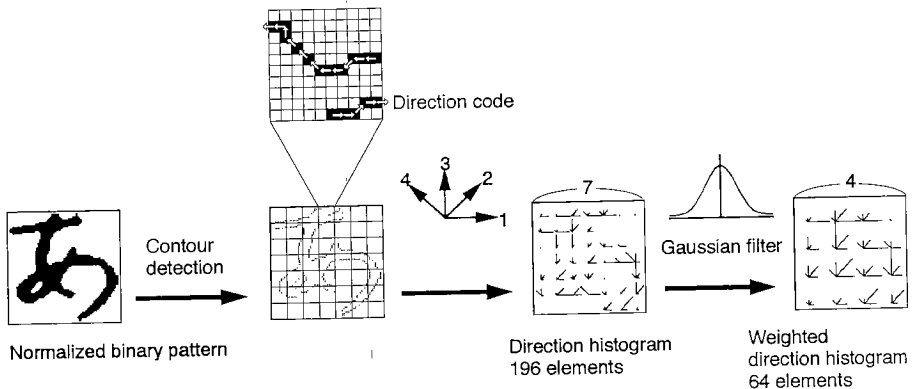 Direction code
4
3
2
1
7
4
あ
Contour
detection
Gaussian filter
Normalized binary pattern
Direction histogram
196 elements
Weighted
direction histogram
64 elements